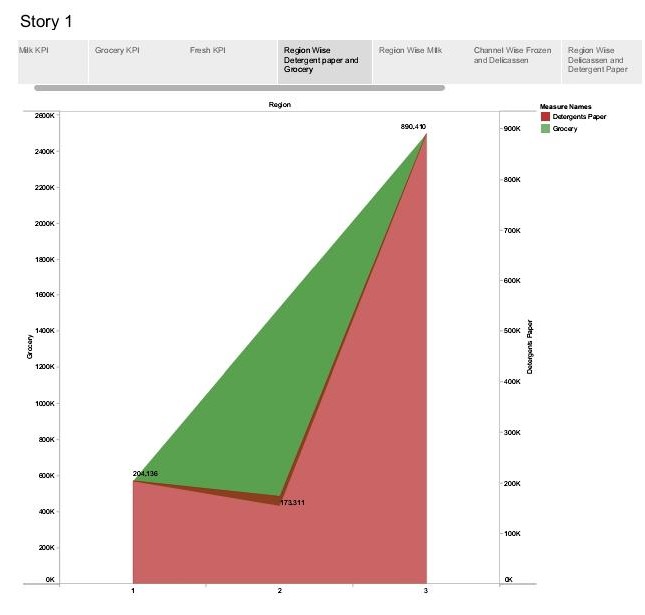 Story 1
Milk KPI
Grocery KPI
Fresh KPI
Region Wise
Detergent paper and
Grocery
Region Wise Milk
Channel Wise Frozen
and Delicassen
Region Wise
Delicassen and
Detergent Paper
Region
Measure Names
Detergents Paper
Grocery
2600K
2400K
2200K
2000K
1800K
1600K
1400K
1200K
1000K
800K
600K
400K
200K
0K
Grocery
890,410
204,136
173,311
900K
800K
700K
600K
500K
400K
300K
200K
100K
0K
Detergents Paper
1
2
3